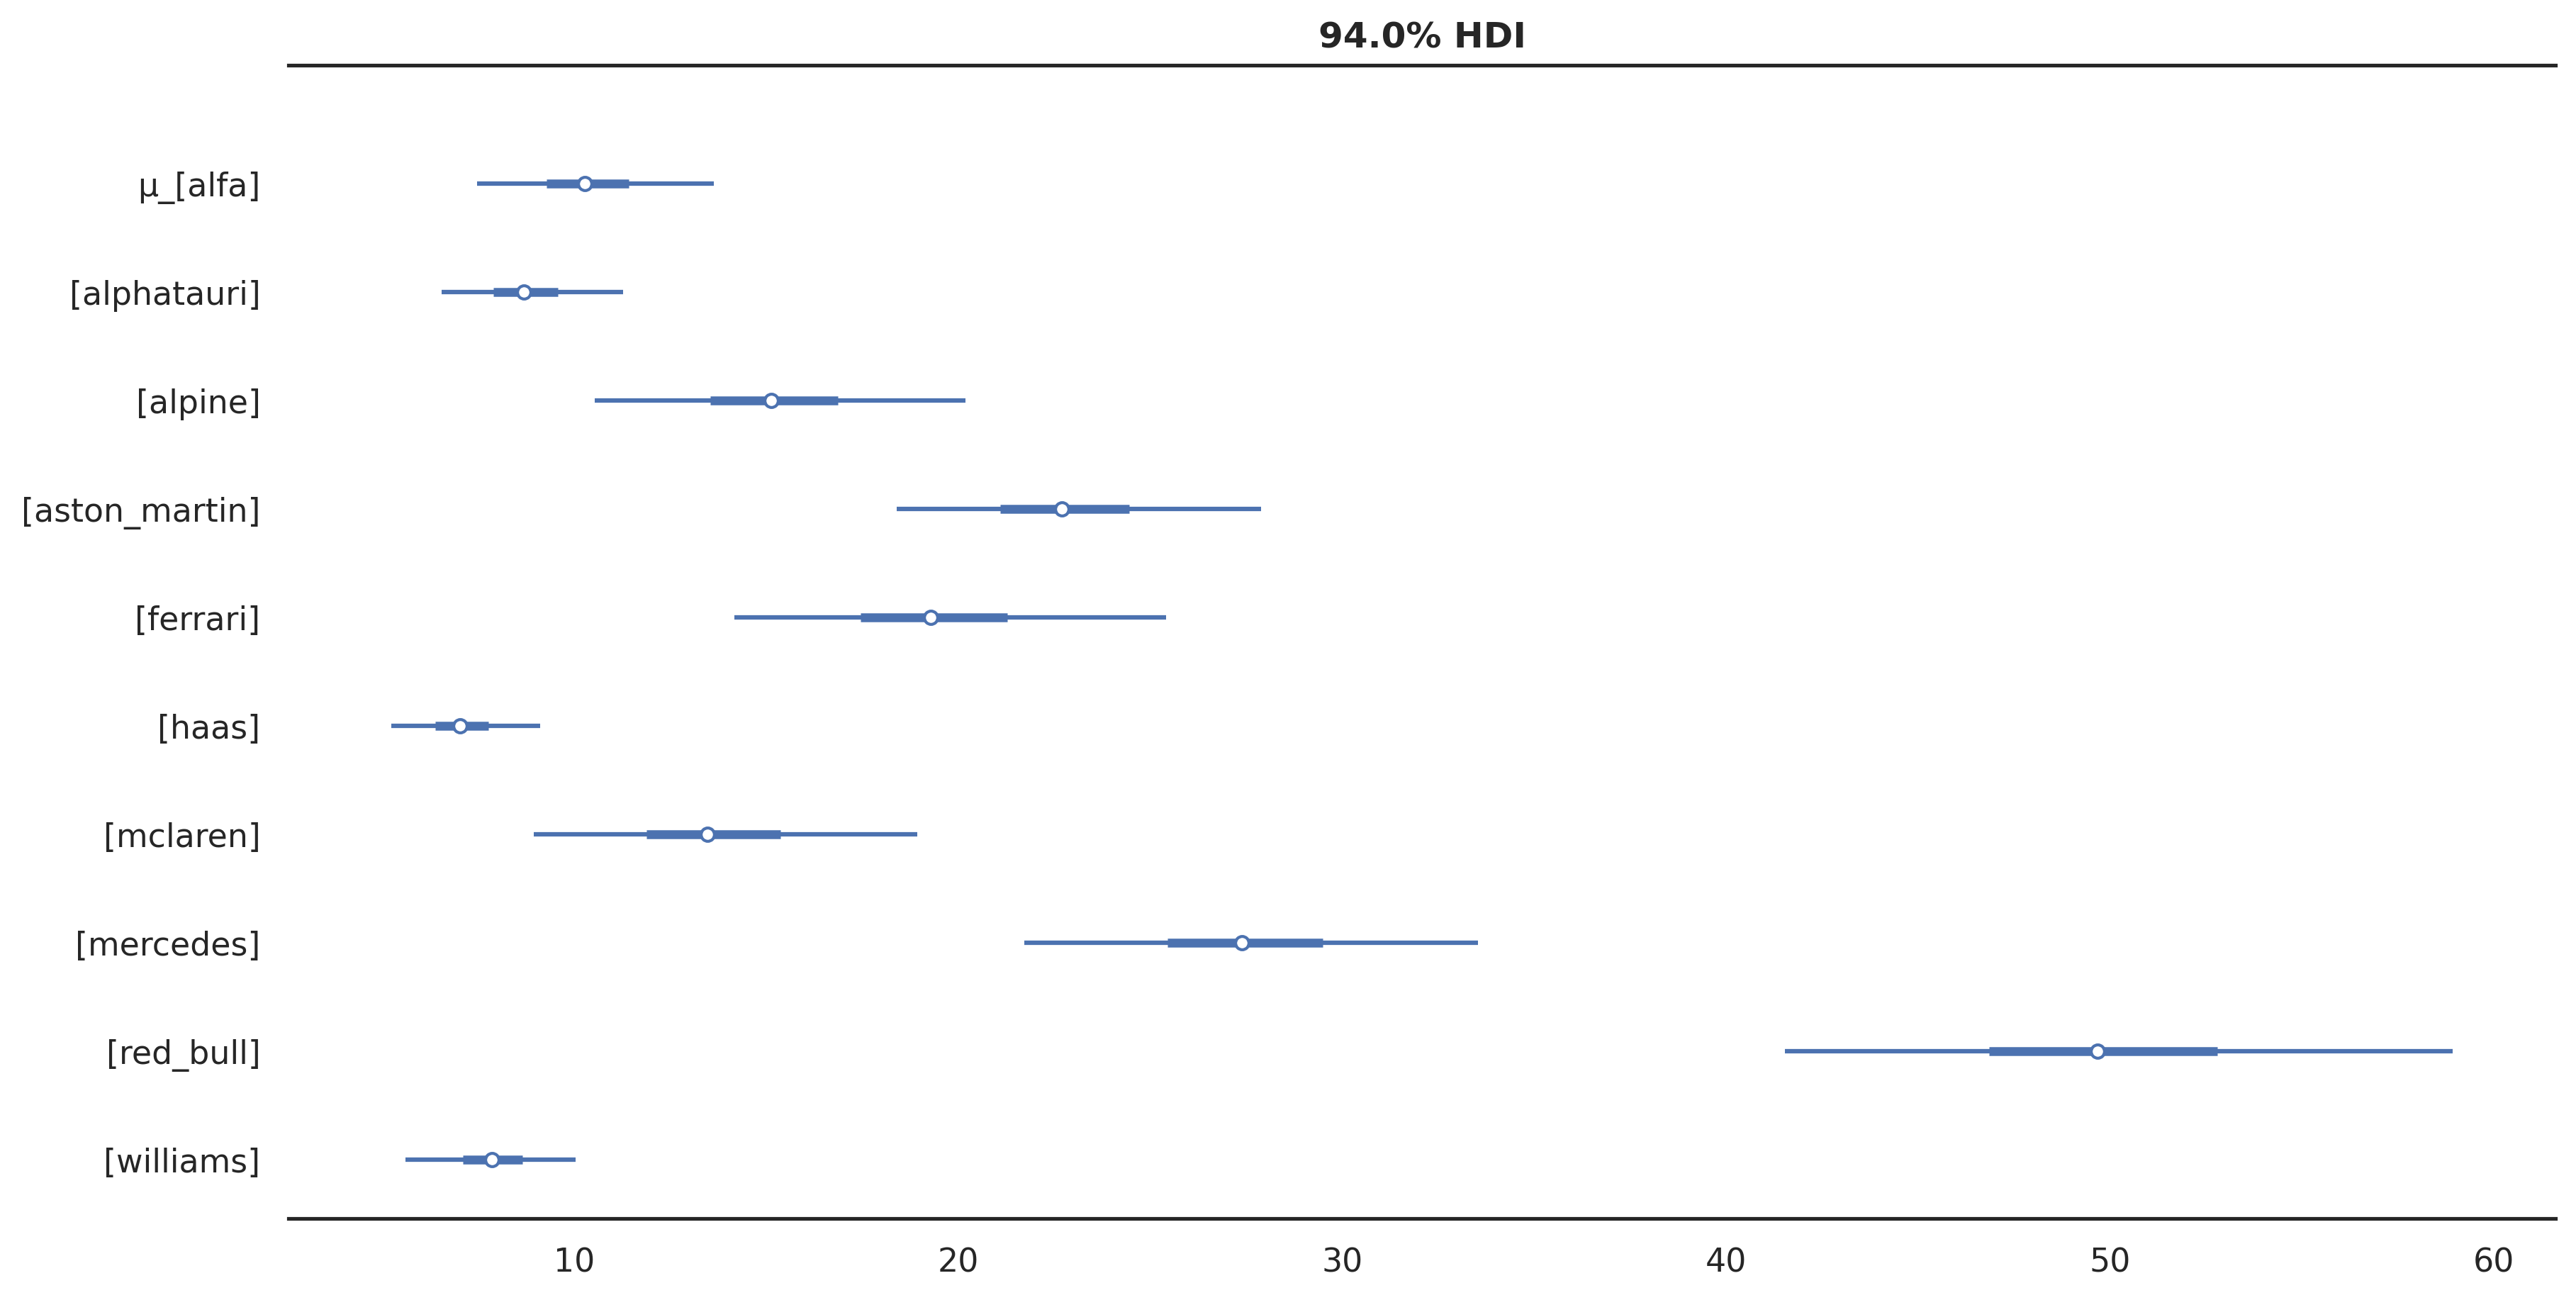 94.0% HDI
μ_[alfa]
[alphatauri]
[alpine]
[aston_martin]
[ferrari]
[haas]
[mclaren]
[mercedes]
[red_bull]
[williams]
10 20 30 40 50 60